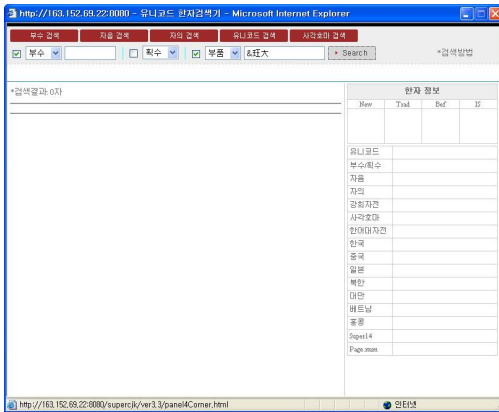 http://163.152.69.22:8080 - 유니코드 한자검색기 - Microsoft Internet Explorer
부수 검색 자음 검색 자의 검색 유니코드 검색 사각호마 검색
부수 획수 부품 &旺大 Search *검색방법
*검색결과: 0자
한자 정보
New Trad Bef IS
유니코드
부수/획수
자음
자의
강희자전
사각호마
한어대자전
한국
중국
일본
북한
대만
베트남
홍콩
Super14
Page.num
http://163.152.69.22:8080/supercjk/ver3.3/panel4Corner.html 인터넷